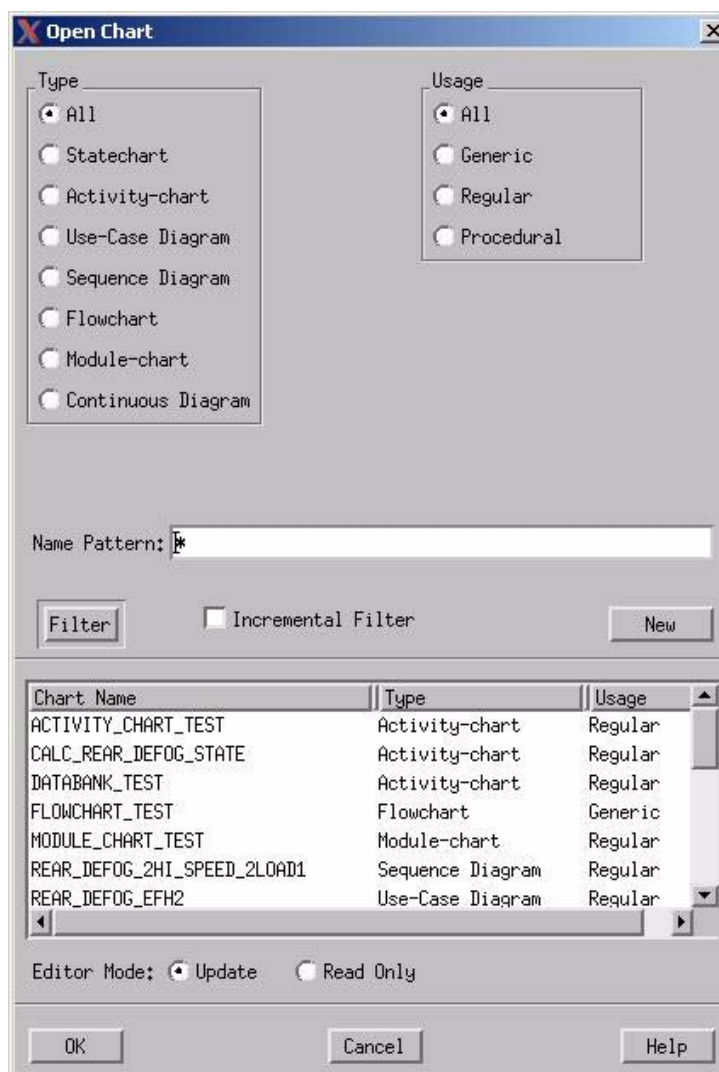 Open Chart
Type
All
Statechart
Activity-chart
Use-Case Diagram
Sequence Diagram
Flowchart
Module-chart
Continuous Diagram
Usage
All
Generic
Regular
Procedural
Name Pattern: *
Filter Incremental Filter New
Chart Name Type Usage
ACTIVITY_CHART_TEST Activity-chart Regular
CALC_REAR_DEFOG_STATE Activity-chart Regular
DATABANK_TEST Activity-chart Regular
FLOWCHART_TEST Flowchart Generic
MODULE_CHART_TEST Module-chart Regular
REAR_DEFOG_2HI_SPEED_2LOAD1 Sequence Diagram Regular
REAR_DEFOG_EFH2 Use-Case Diagram Regular
Editor Mode: Update Read Only
OK Cancel Help